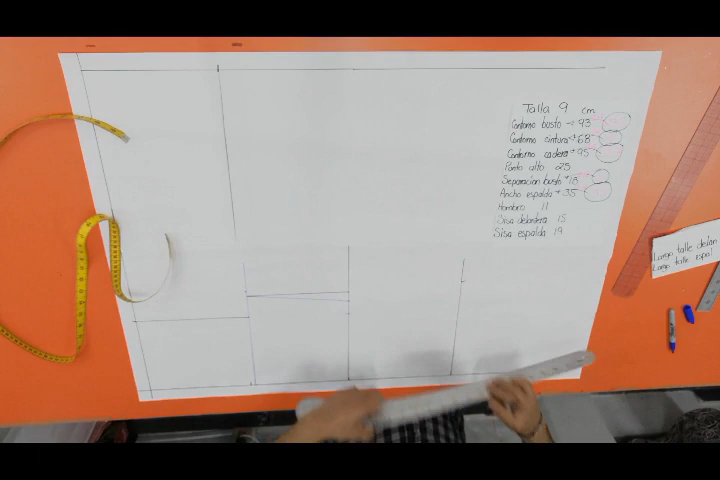 Talla 9 cm
Contorno busto → 93
Contorno cintura → 68
Contorno cadera → 95
Punto alto 25
Separacion busto → 18
Ancho espalda → 35
Hombro 11
Sisa delantera 15
Sisa espalda 19
Largo talle delan
Largo talle espal